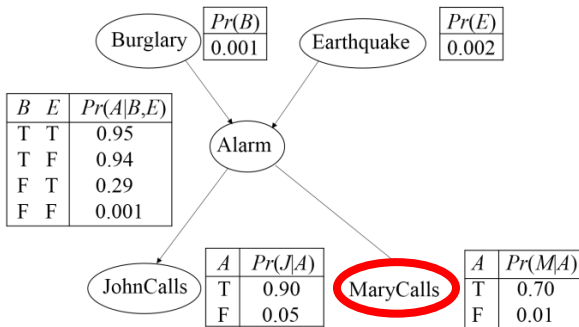 Burglary
Pr(B)
0.001
Earthquake
Pr(E)
0.002
B E Pr(A|B,E)
T T 0.95
T F 0.94
F T 0.29
F F 0.001
Alarm
JohnCalls
A Pr(J|A)
T 0.90
F 0.05
MaryCalls
A Pr(M|A)
T 0.70
F 0.01